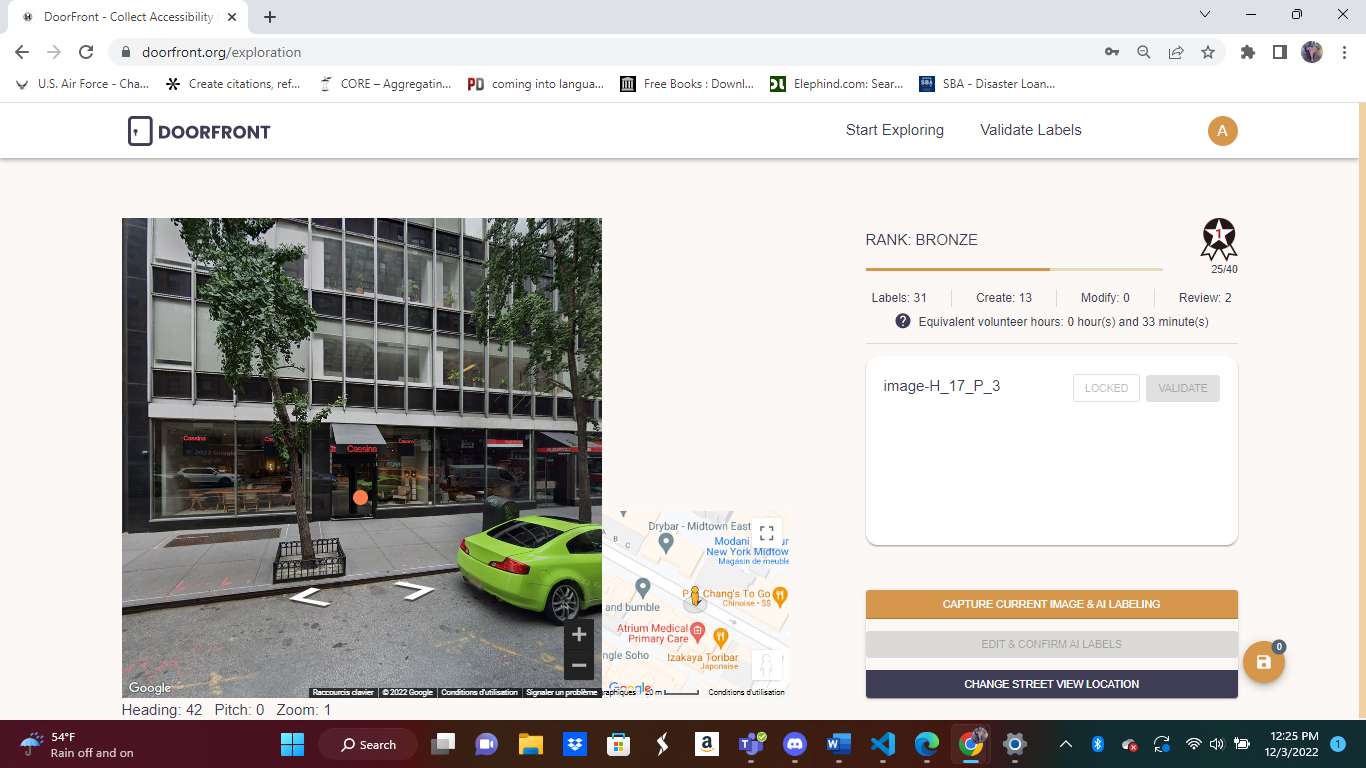 DoorFront - Collect Accessibility
doorfront.org/exploration
U.S. Air Force - Cha...
Create citations, ref...
CORE – Aggregatin...
PD
coming into langua...
Free Books : Downl...
Elephind.com: Sear...
SBA
SBA - Disaster Loan...
DOORFRONT
Start Exploring
Validate Labels
A
RANK: BRONZE
1
25/40
Labels: 31
Create: 13
Modify: 0
Review: 2
Equivalent volunteer hours: 0 hour(s) and 33 minute(s)
image-H_17_P_3
LOCKED
VALIDATE
Cassina
Cassina
Google
Raccourcis clavier
© 2022 Google
Conditions d'utilisation
Signaler un problème
Drybar - Midtown East
B
C
New York Midtow
Magasin de meuble
Chang's To Go
Chinoise • $$
and bumble
Atrium Medical
Primary Care
ngle Soho
Izakaya Toribar
Japonaise
Google
graphiques
20 m
Conditions d'utilisation
Heading: 42
Pitch: 0
Zoom: 1
CAPTURE CURRENT IMAGE & AI LABELING
EDIT & CONFIRM AI LABELS
CHANGE STREET VIEW LOCATION
0
54°F
Rain off and on
Search
12:25 PM
12/3/2022
1